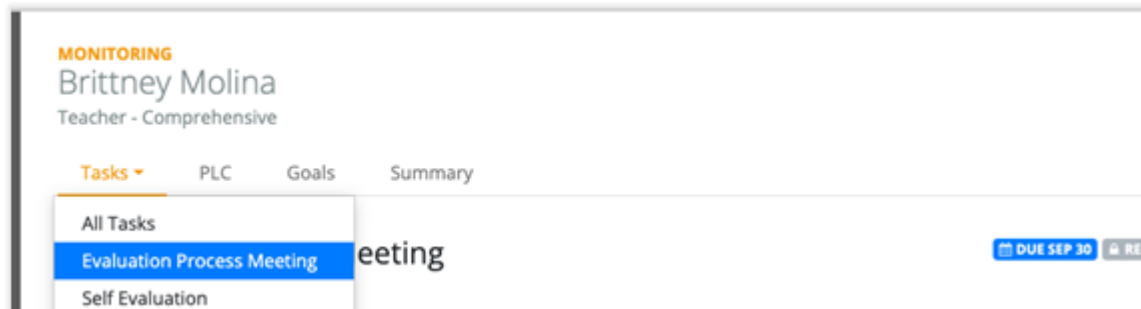 MONITORING
Brittney Molina
Teacher - Comprehensive
Tasks PLC Goals Summary
All Tasks
Evaluation Process Meeting
eeting DUE SEP 30 RE
Self Evaluation